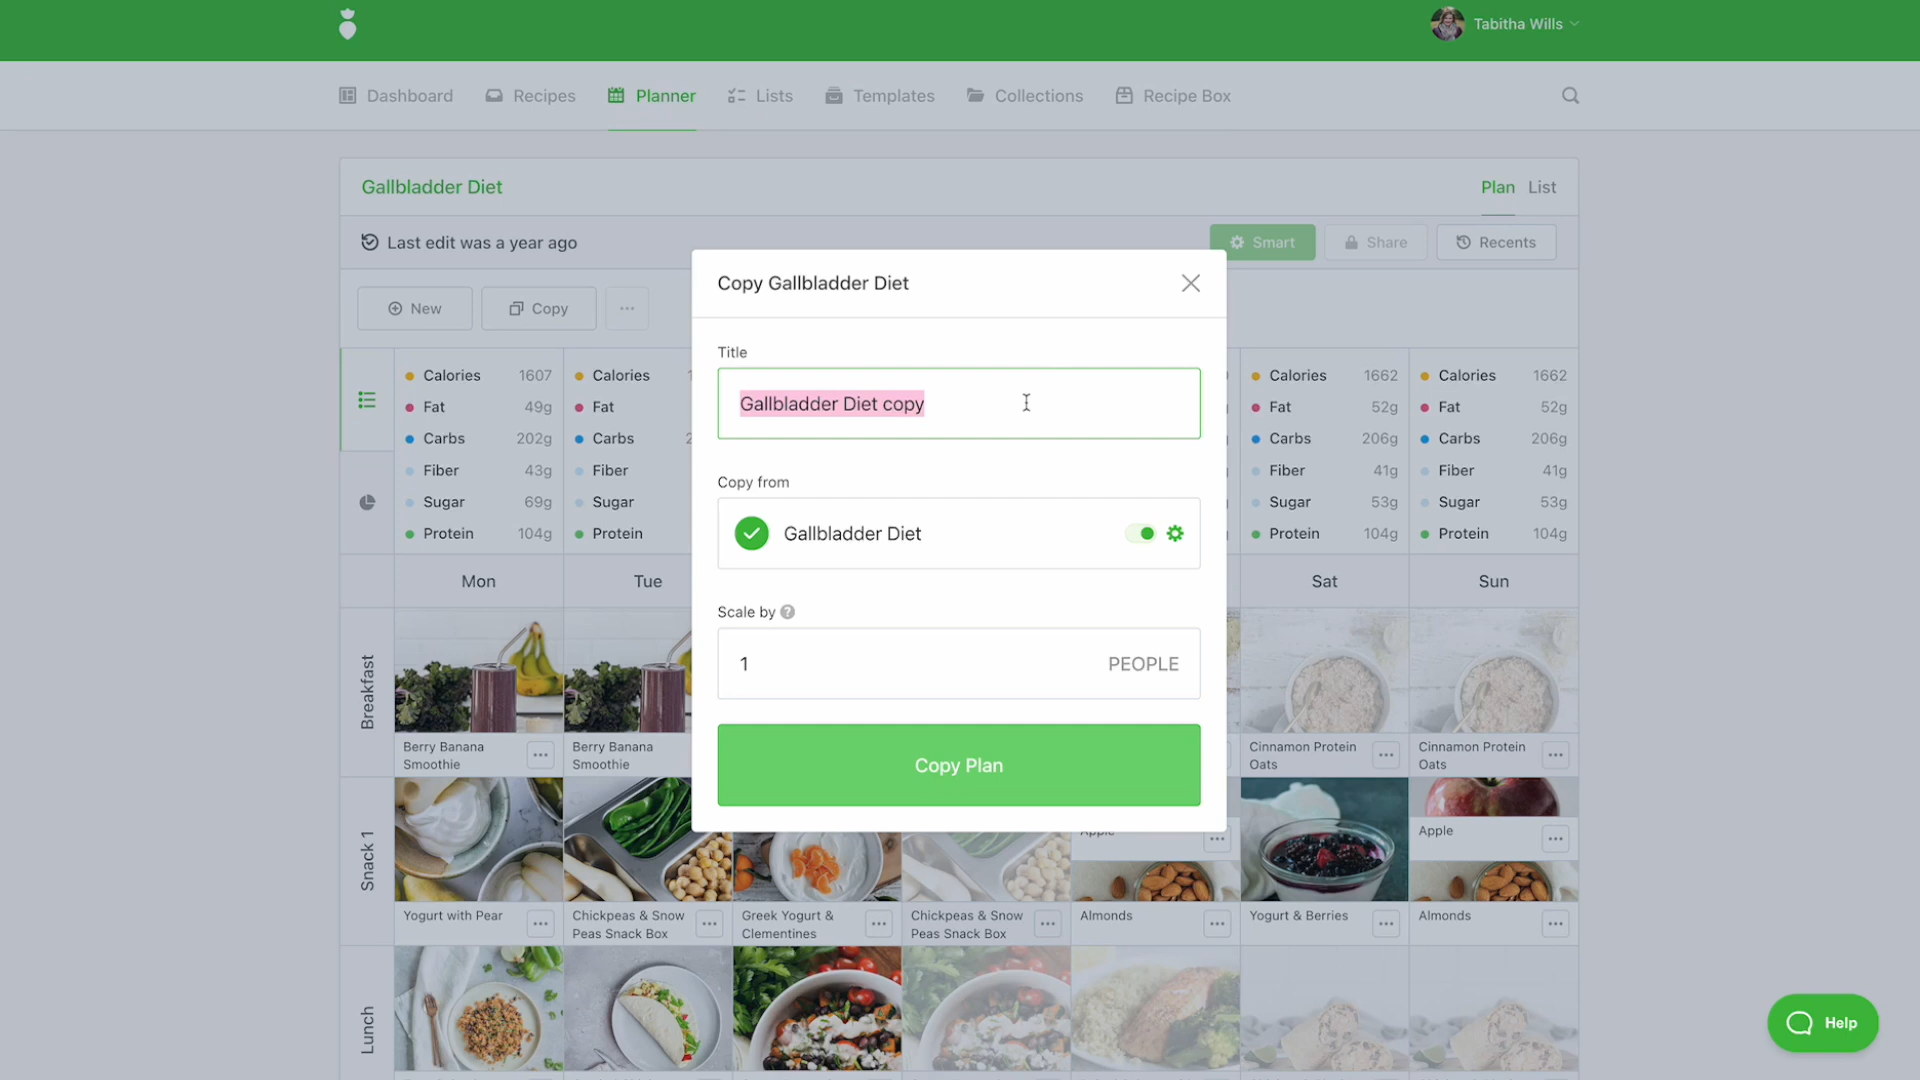 Tabitha Wills
Dashboard
Recipes
Planner
Lists
Templates
Collections
Recipe Box
Gallbladder Diet
Plan
List
Last edit was a year ago
Smart
Share
Recents
New
Copy
Copy Gallbladder Diet
Title
Gallbladder Diet copy
Copy from
Gallbladder Diet
Scale by
1 PEOPLE
Copy Plan
Calories 1607
Fat 49g
Carbs 202g
Fiber 43g
Sugar 69g
Protein 104g
Calories
Fat
Carbs
Fiber
Sugar
Protein
Calories 1662
Fat 52g
Carbs 206g
Fiber 41g
Sugar 53g
Protein 104g
Calories 1662
Fat 52g
Carbs 206g
Fiber 41g
Sugar 53g
Protein 104g
Mon
Tue
Sat
Sun
Breakfast
Berry Banana
Smoothie
Berry Banana
Smoothie
Cinnamon Protein
Oats
Cinnamon Protein
Oats
Snack 1
Yogurt with Pear
Chickpeas & Snow
Peas Snack Box
Greek Yogurt &
Clementines
Chickpeas & Snow
Peas Snack Box
Apple
Almonds
Yogurt & Berries
Apple
Almonds
Lunch
Help